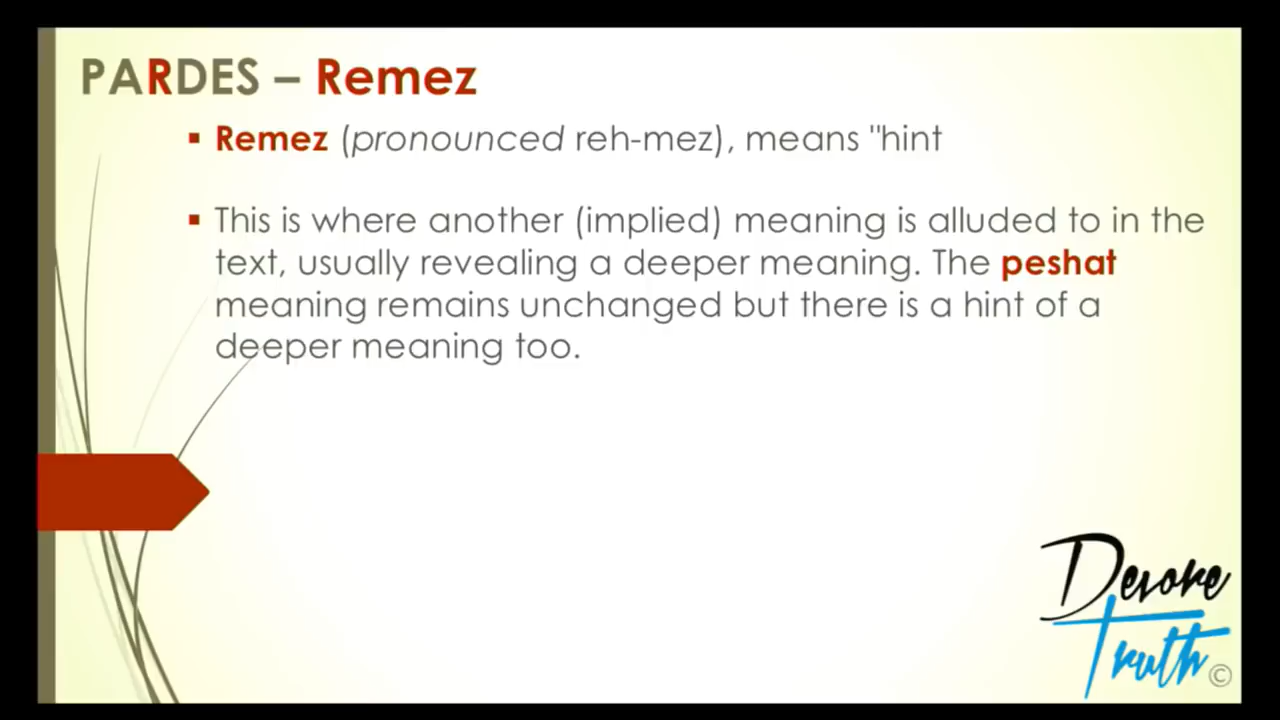 PARDES – Remez
▪ Remez (pronounced reh-mez), means "hint
▪ This is where another (implied) meaning is alluded to in the
text, usually revealing a deeper meaning. The peshat
meaning remains unchanged but there is a hint of a
deeper meaning too.
Devore
Truth ©